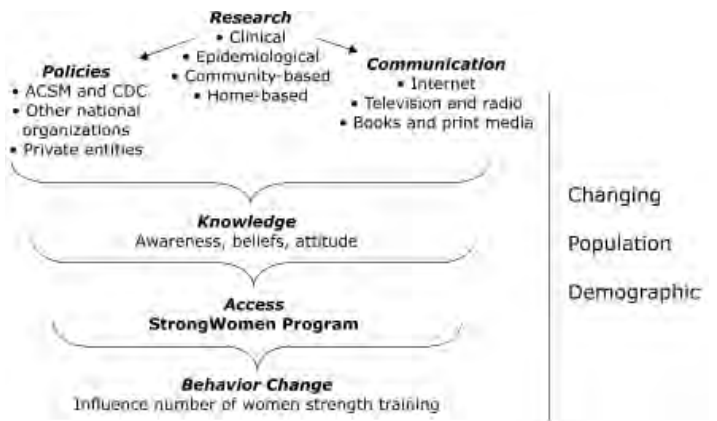 Research
• Clinical
• Epidemiological
• Community-based
• Home-based
Policies
• ACSM and CDC
• Other national
organizations
• Private entities
Communication
• Internet
• Television and radio
• Books and print media
Knowledge
Awareness, beliefs, attitude
Access
StrongWomen Program
Behavior Change
Influence number of women strength training
Changing
Population
Demographic